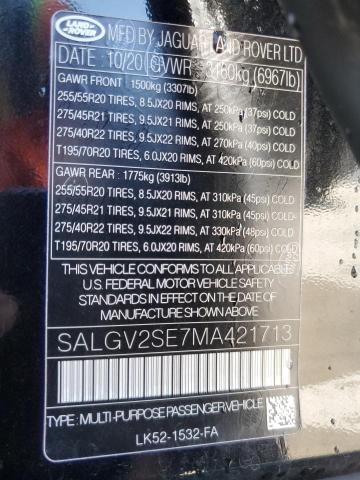 LAND ROVER
MFD BY JAGUAR LAND ROVER LTD
DATE: 10/20 GVWR : 3160kg (6967lb)
GAWR FRONT : 1500kg (3307lb)
255/55R20 TIRES, 8.5JX20 RIMS, AT 250kPa (37psi) COLD
275/45R21 TIRES, 9.5JX21 RIMS, AT 250kPa (37psi) COLD
275/40R22 TIRES, 9.5JX22 RIMS, AT 270kPa (40psi) COLD
T195/70R20 TIRES, 6.0JX20 RIMS, AT 420kPa (60psi) COLD
GAWR REAR : 1775kg (3913lb)
255/55R20 TIRES, 8.5JX20 RIMS, AT 310kPa (45psi) COLD
275/45R21 TIRES, 9.5JX21 RIMS, AT 310kPa (45psi) COLD
275/40R22 TIRES, 9.5JX22 RIMS, AT 330kPa (48psi) COLD
T195/70R20 TIRES, 6.0JX20 RIMS, AT 420kPa (60psi) COLD
THIS VEHICLE CONFORMS TO ALL APPLICABLE
U.S. FEDERAL MOTOR VEHICLE SAFETY
STANDARDS IN EFFECT ON THE DATE OF
MANUFACTURE SHOWN ABOVE
SALGV2SE7MA421713
TYPE: MULTI-PURPOSE PASSENGER VEHICLE
LK52-1532-FA